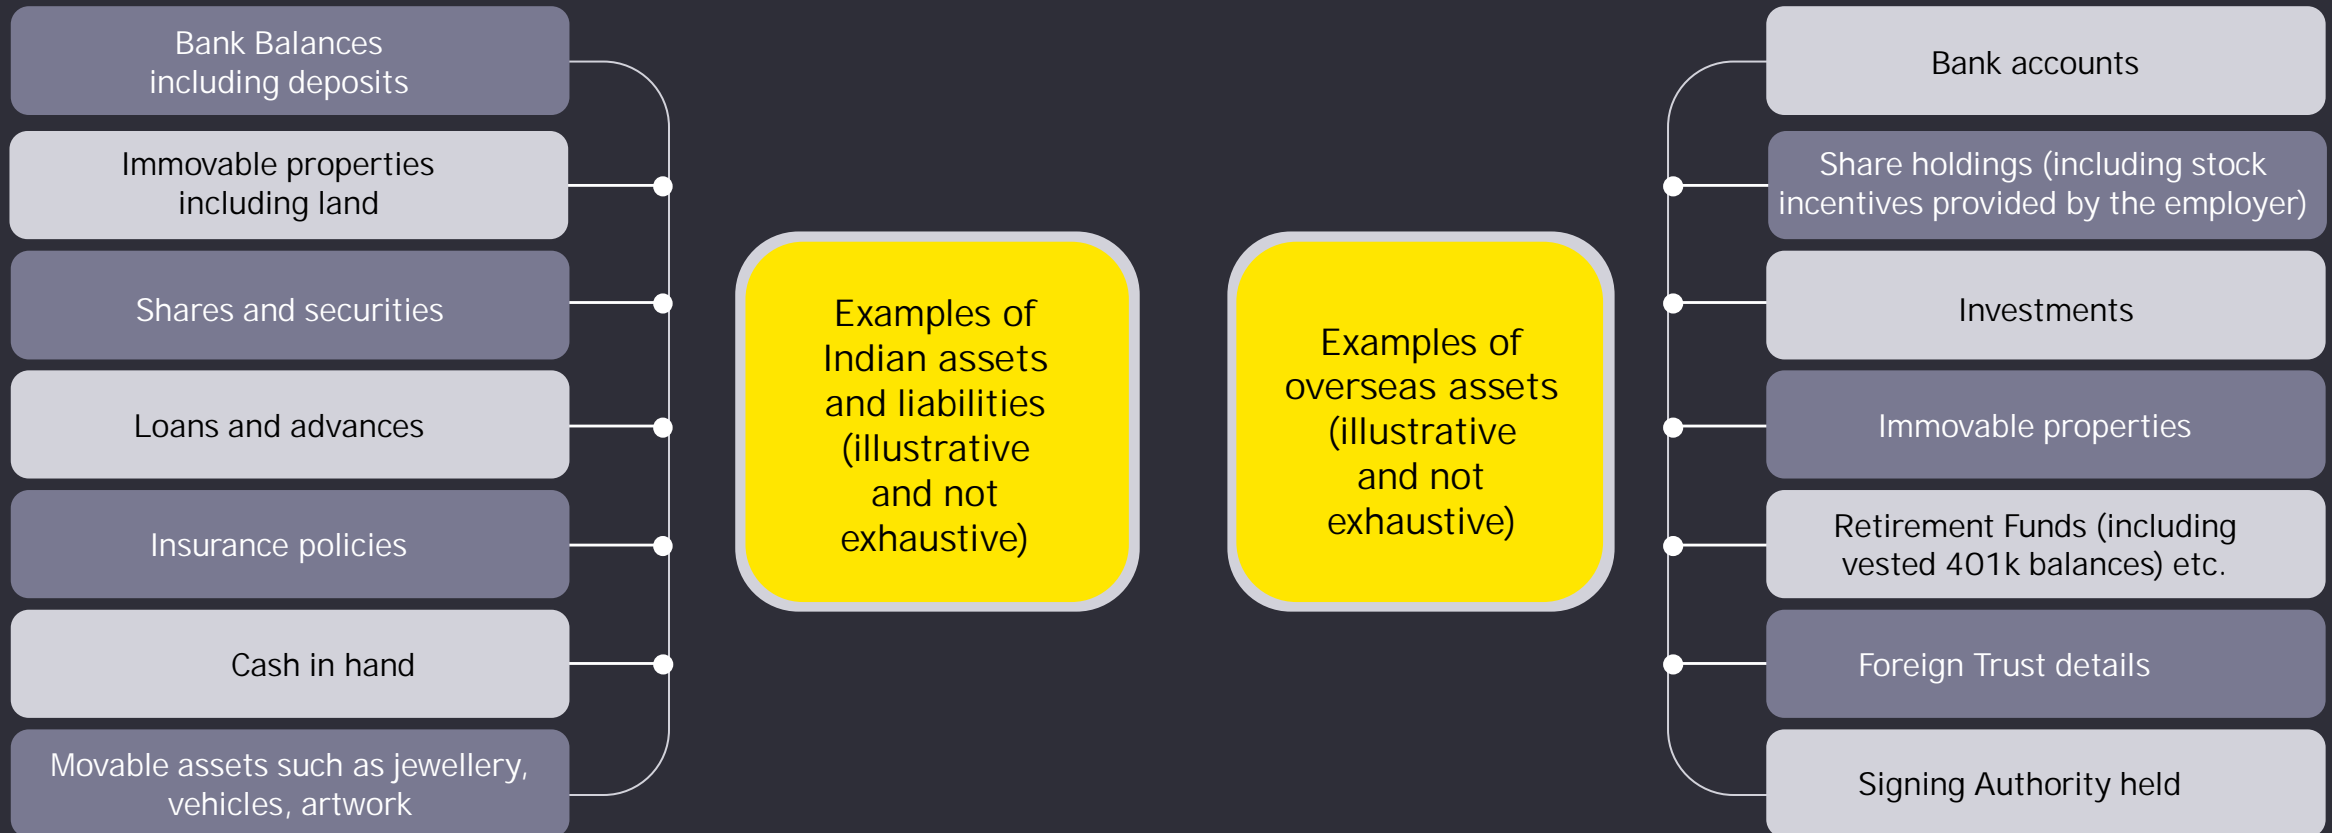 Bank Balances
including deposits
Immovable properties
including land
Shares and securities
Loans and advances
Insurance policies
Cash in hand
Movable assets such as jewellery,
vehicles, artwork
Examples of
Indian assets
and liabilities
(illustrative
and not
exhaustive)
Examples of
overseas assets
(illustrative
and not
exhaustive)
Bank accounts
Share holdings (including stock
incentives provided by the employer)
Investments
Immovable properties
Retirement Funds (including
vested 401k balances) etc.
Foreign Trust details
Signing Authority held